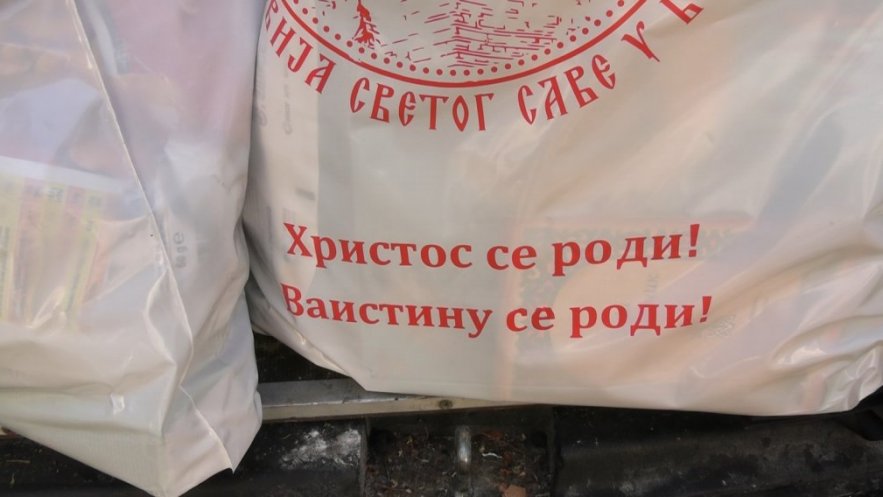 СВЕТОГ САВЕ У
Христос се роди!
Ваистину се роди!